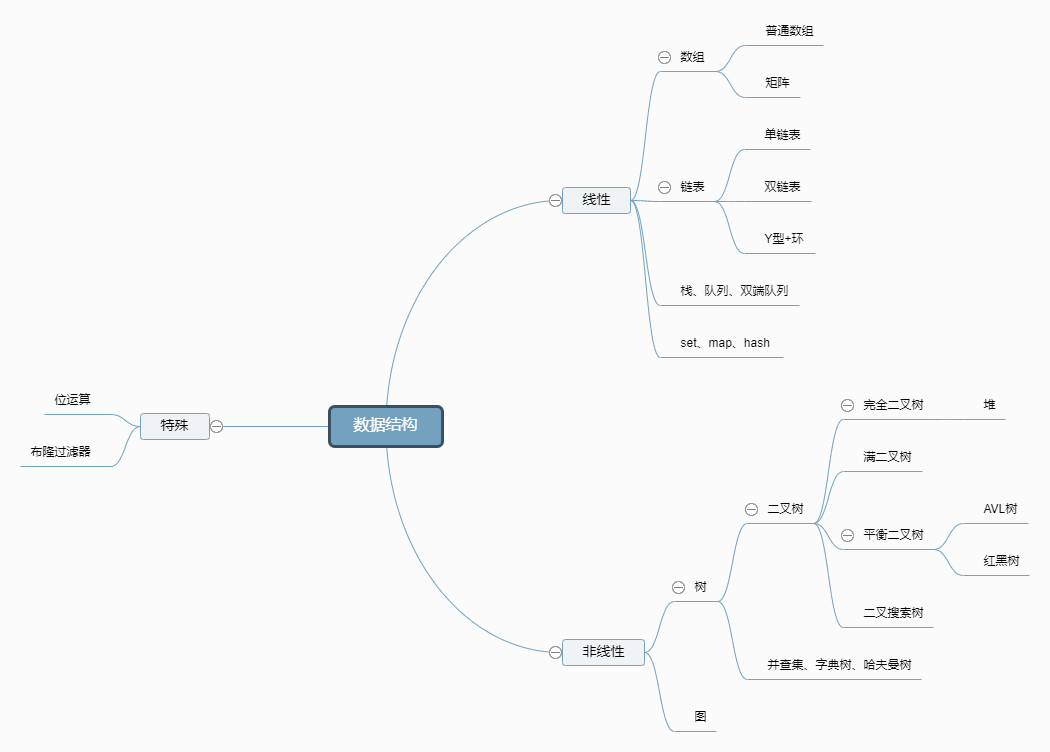 数据结构
线性
数组
普通数组
矩阵
链表
单链表
双链表
Y型+环
栈、队列、双端队列
set、map、hash
非线性
树
二叉树
完全二叉树
堆
满二叉树
平衡二叉树
AVL树
红黑树
二叉搜索树
并查集、字典树、哈夫曼树
图
特殊
位运算
布隆过滤器